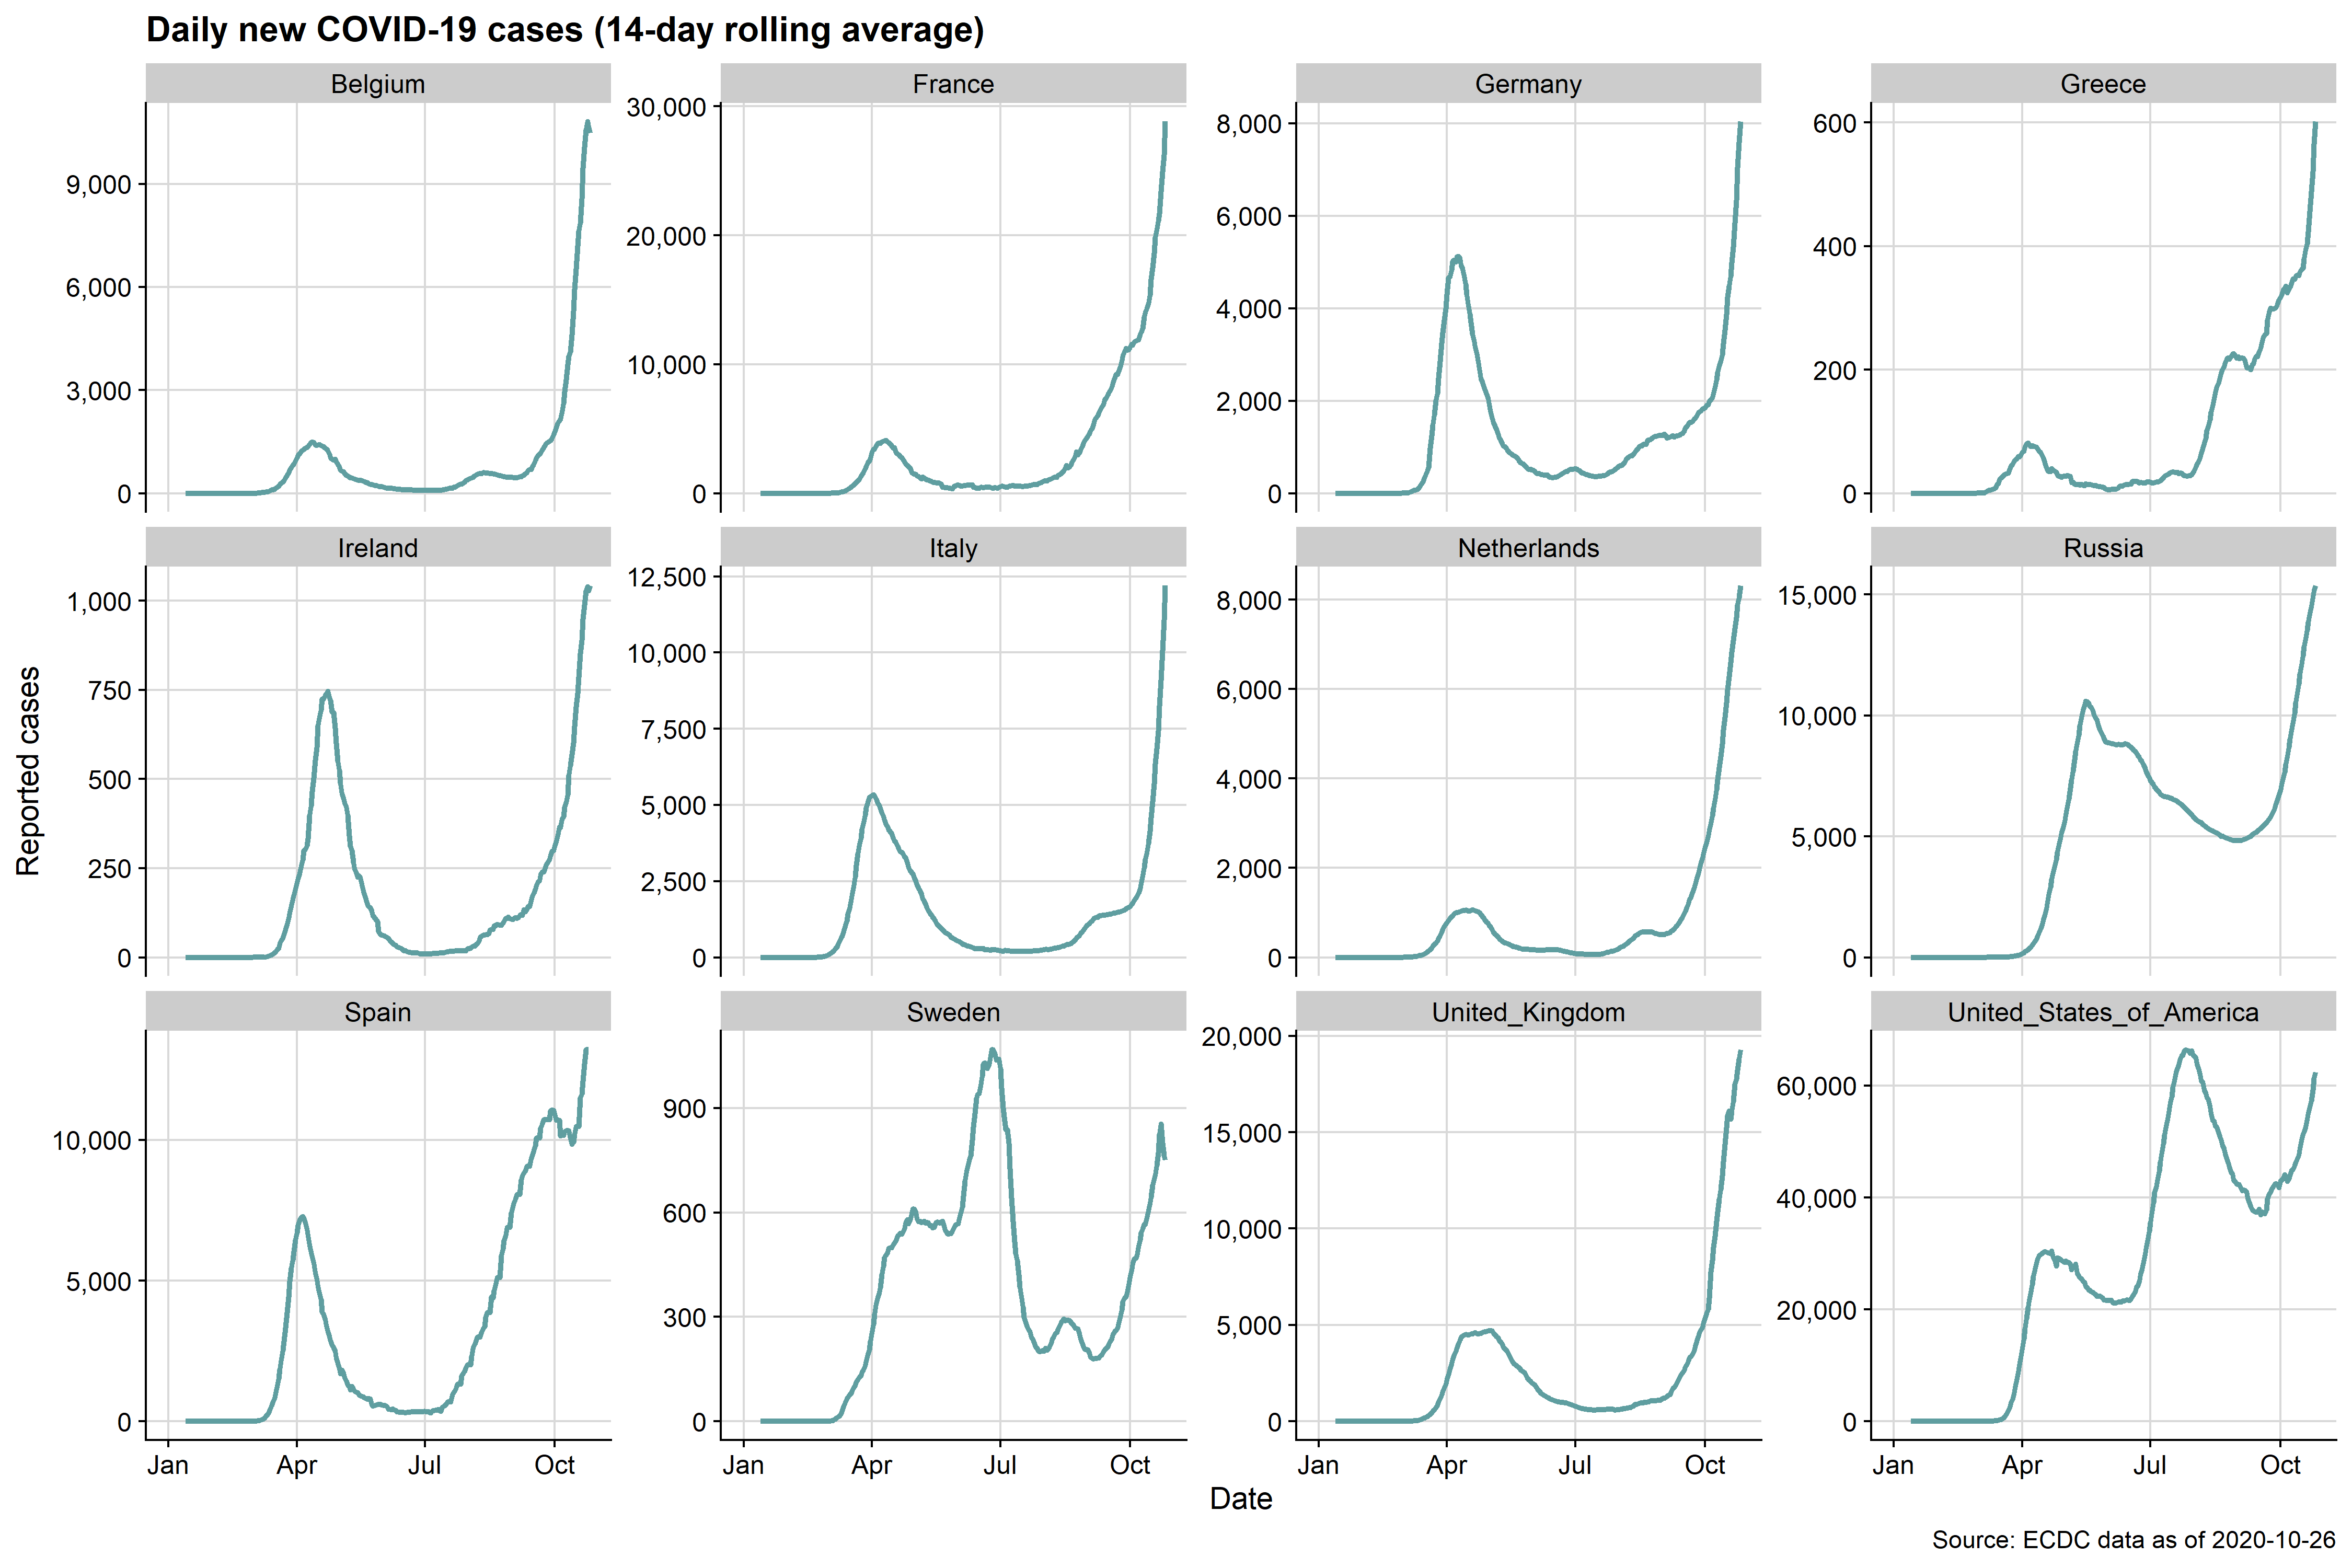 Daily new COVID-19 cases (14-day rolling average)
Belgium
France
Germany
Greece
9,000
6,000
3,000
0
30,000
20,000
10,000
0
8,000
6,000
4,000
2,000
0
600
400
200
0
Ireland
Italy
Netherlands
Russia
1,000
750
500
250
0
12,500
10,000
7,500
5,000
2,500
0
8,000
6,000
4,000
2,000
0
15,000
10,000
5,000
0
Reported cases
Spain
Sweden
United_Kingdom
United_States_of_America
10,000
5,000
0
900
600
300
0
20,000
15,000
10,000
5,000
0
60,000
40,000
20,000
0
Jan Apr Jul Oct
Jan Apr Jul Oct
Jan Apr Jul Oct
Jan Apr Jul Oct
Date
Source: ECDC data as of 2020-10-26